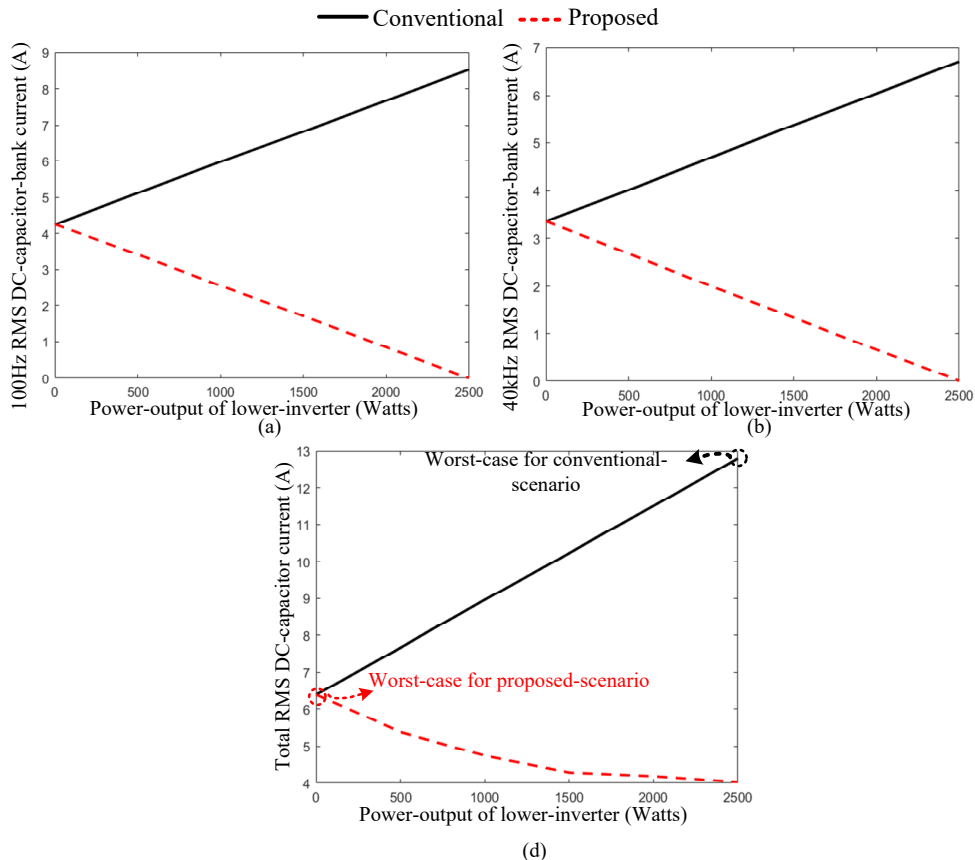 Conventional Proposed
100Hz RMS DC-capacitor-bank current (A)
9
8
7
6
5
4
3
2
1
0
0 500 1000 1500 2000 2500
Power-output of lower-inverter (Watts)
(a)
40kHz RMS DC-capacitor-bank current (A)
7
6
5
4
3
2
1
0
0 500 1000 1500 2000 2500
Power-output of lower-inverter (Watts)
(b)
Total RMS DC-capacitor current (A)
13
12
11
10
9
8
7
6
5
4
Worst-case for conventional-
scenario
Worst-case for proposed-scenario
0 500 1000 1500 2000 2500
Power-output of lower-inverter (Watts)
(d)